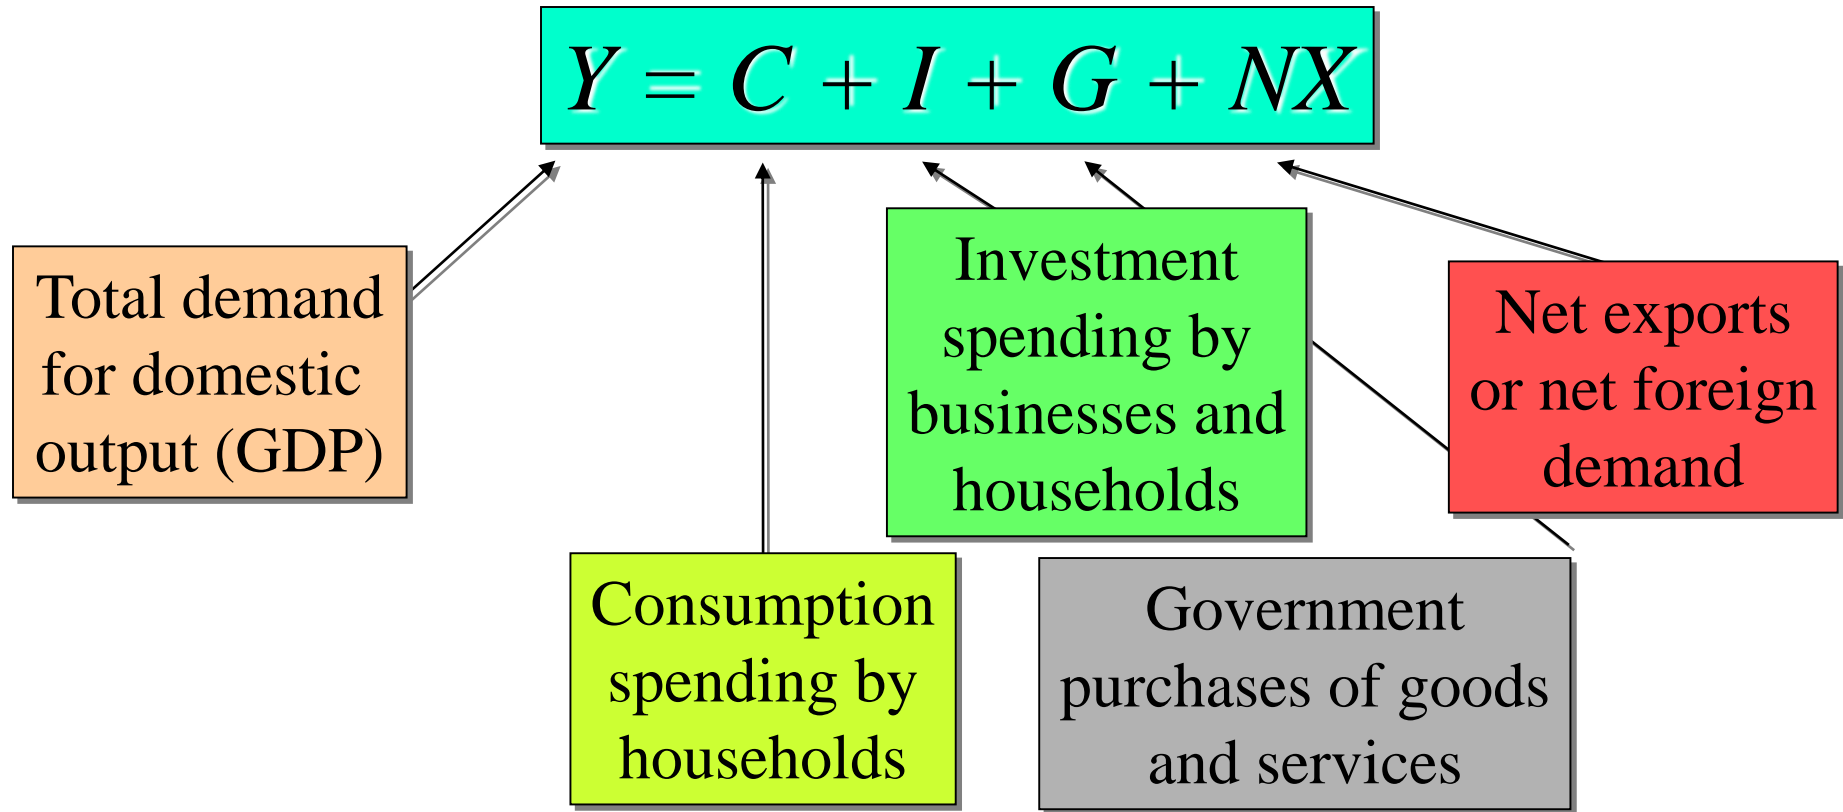 Y = C + I + G + NX
Total demand
for domestic
output (GDP)
Investment
spending by
businesses and
households
Net exports
or net foreign
demand
Consumption
spending by
households
Government
purchases of goods
and services